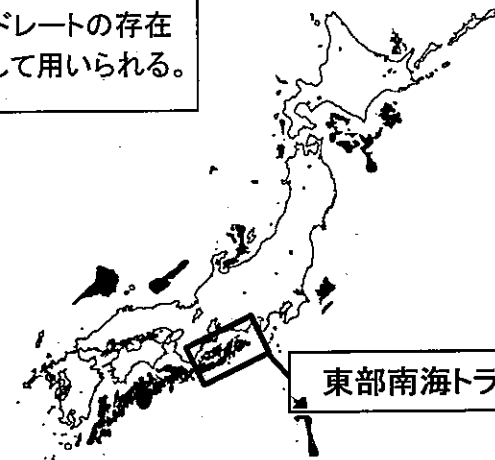 ドレートの存在
して用いられる。
東部南海トラ